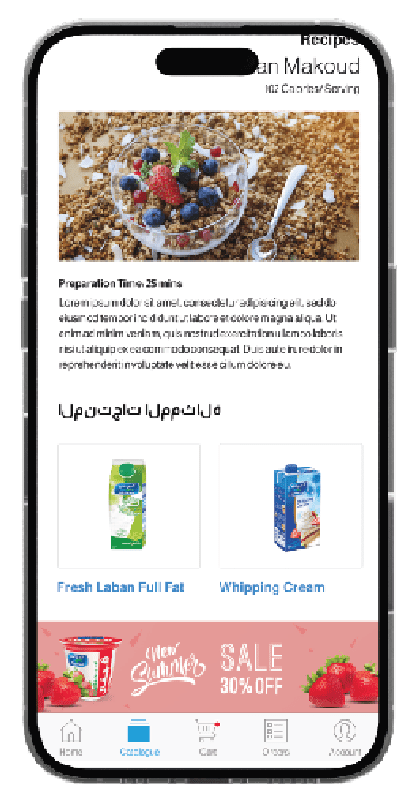 Recipes
an Makoud
102 Calories/Serving
Preparation Time: 25 mins
Lorem ipsum dolor sit amet, consectetur adipiscing elit, sed do
eiusmod tempor incididunt ut labore et dolore magna aliqua. Ut
enim ad minim veniam, quis nostrud exercitation ullamco laboris
nisi ut aliquip ex ea commodo consequat. Duis aute irure dolor in
reprehenderit in voluptate velit esse cillum dolore eu.
المنتجات المماثلة
Fresh Laban Full Fat
Whipping Cream
New Summer SALE
30% OFF
Home Catalogue Cart Orders Account